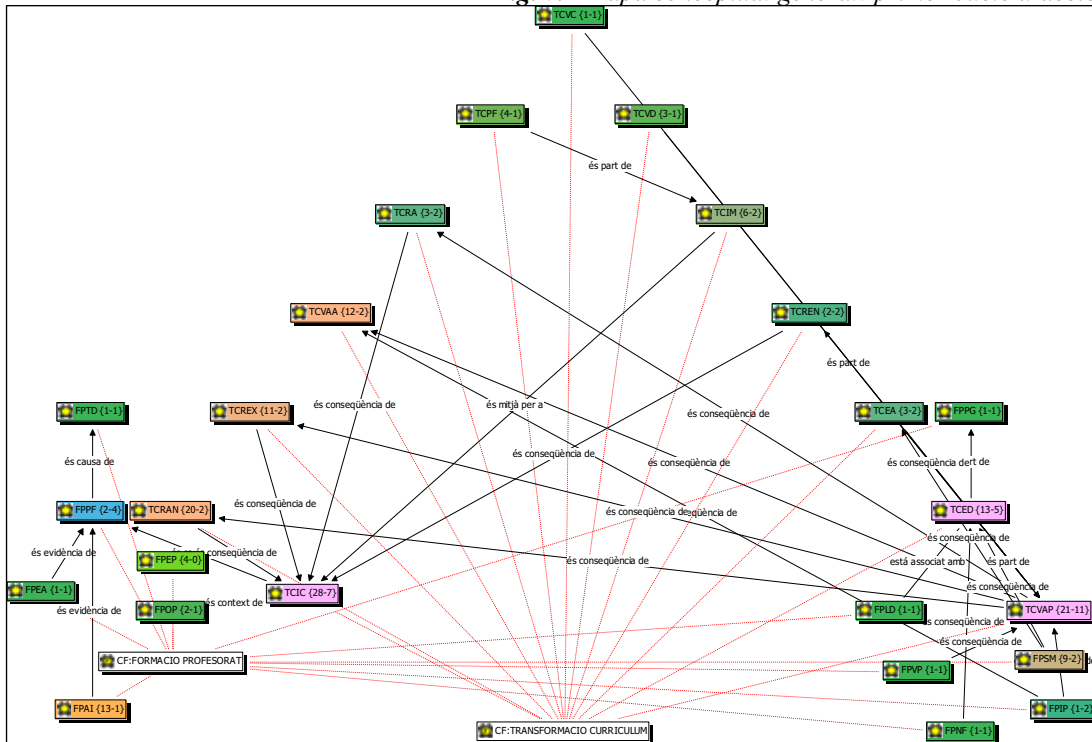 TCVC {1-1}
TCPF {4-1}
TCVD {3-1}
és part de
TCRA {3-2}
TCIM {6-2}
TCVAA {12-2}
TCREN {2-2}
és part de
FPTD {1-1}
TCREX {11-2}
és conseqüència de
és mitjà per a
és conseqüència de
TCEA {3-2}
FPPG {1-1}
és causa de
és conseqüència de
és conseqüència de
és conseqüència de
és conseqüència de
FPPF {2-4}
TCRAN {20-2}
és conseqüència de
TCED {13-5}
és evidència de
FPEP {4-0}
conseqüència de
és conseqüència de
és conseqüència de
està associat amb
és part de
FPEA {1-1}
TCIC {28-7}
és conseqüència de
és evidència de
FPOP {2-1}
és context de
FPLD {1-1}
TCVAP {21-11}
és conseqüència de
és conseqüència de
CF:FORMACIO PROFESORAT
FPVP {1-1}
FPSM {9-2}
FPAI {13-1}
FPIP {1-2}
CF:TRANSFORMACIO CURRICULUM
FPNF {1-1}